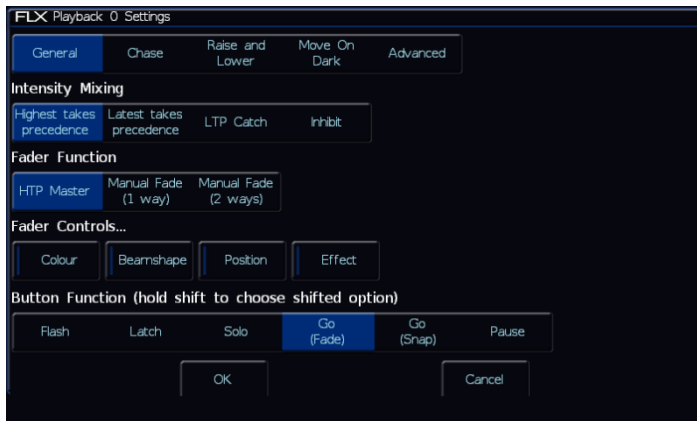 FLX Playback 0 Settings
General Chase Raise and Lower Move On Dark Advanced
Intensity Mixing
Highest takes precedence Latest takes precedence LTP Catch Inhibit
Fader Function
HTP Master Manual Fade (1 way) Manual Fade (2 ways)
Fader Controls...
Colour Beamshape Position Effect
Button Function (hold shift to choose shifted option)
Flash Latch Solo Go (Fade) Go (Snap) Pause
OK Cancel